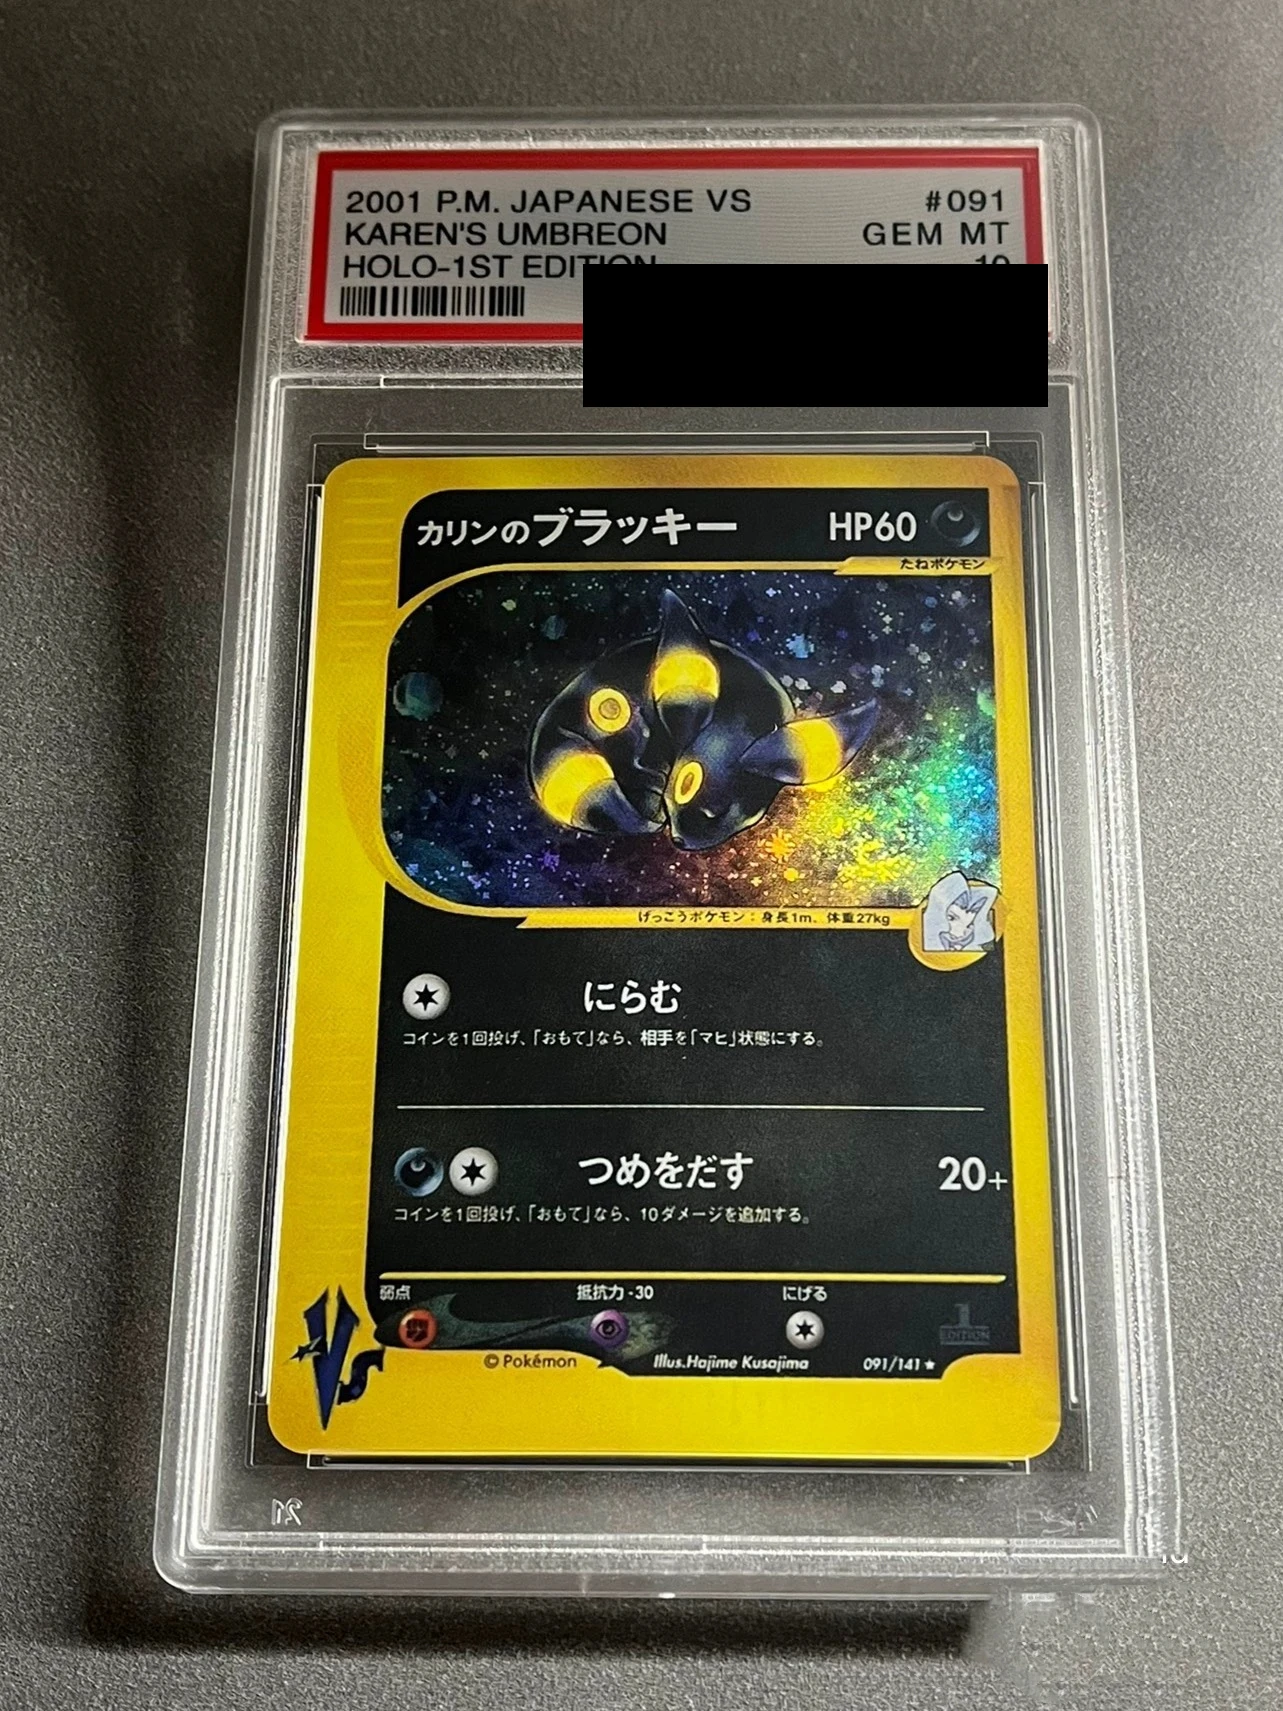 2001 P.M. JAPANESE VS #091
KAREN'S UMBREON GEM MT
HOLO-1ST EDITION 10
カリンのブラッキー HP60
たねポケモン
げっこうポケモン：身長1m、体重27kg
にらむ
コインを1回投げ、「おもて」なら、相手を「マヒ」状態にする。
つめをだす 20+
コインを1回投げ、「おもて」なら、10ダメージを追加する。
弱点 抵抗力-30 にげる
1
EDITION
VS
©Pokémon Illus.Hajime Kusajima 091/141★